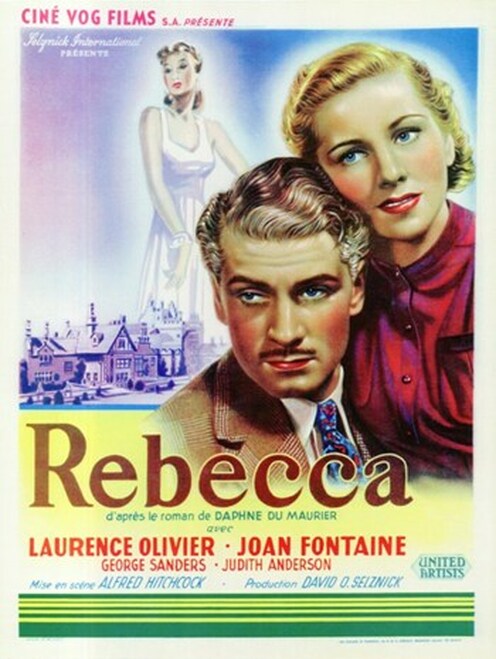 CINÉ VOG FILMS S.A. PRÉSENTE
Selznick International
PRÉSENTE
Rebecca
d'après le roman de DAPHNE DU MAURIER
avec
LAURENCE OLIVIER · JOAN FONTAINE
GEORGE SANDERS · JUDITH ANDERSON
UNITED ARTISTS
Mise en scène ALFRED HITCHCOCK · Production DAVID O. SELZNICK